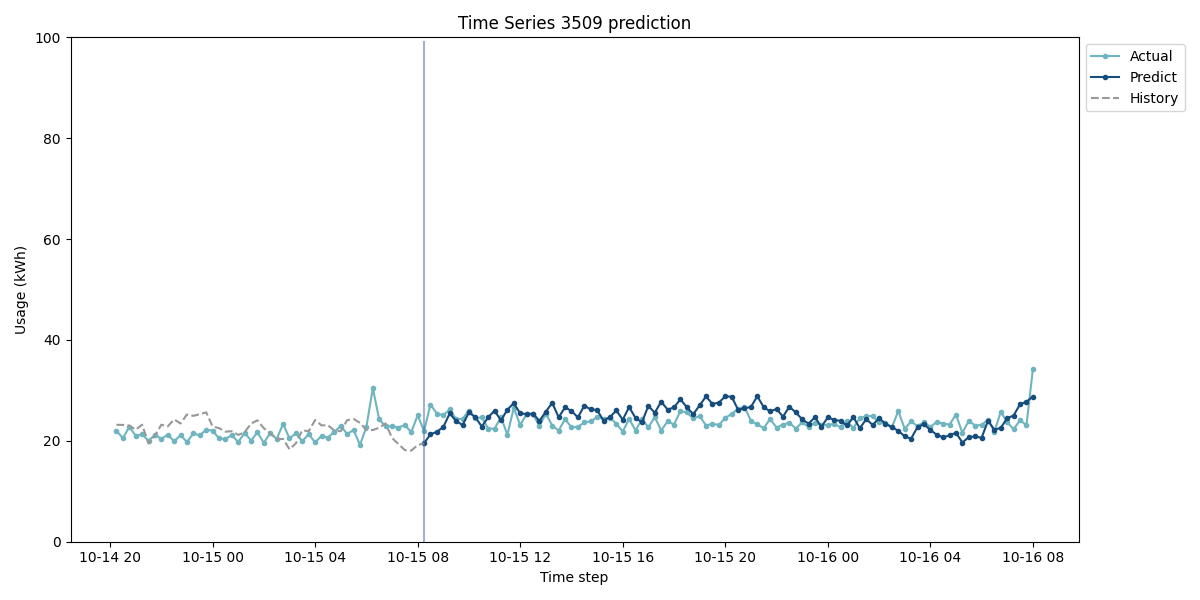 Time Series 3509 prediction
Usage (kWh)
100
80
60
40
20
0
10-14 20
10-15 00
10-15 04
10-15 08
10-15 12
10-15 16
10-15 20
10-16 00
10-16 04
10-16 08
Time step
Actual
Predict
History